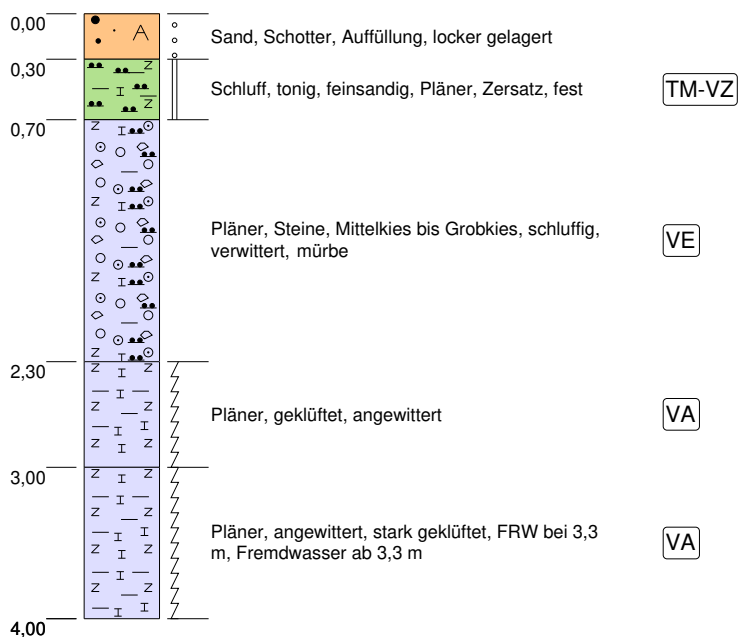 0,00
A
Sand, Schotter, Auffüllung, locker gelagert
0,30
Schluff, tonig, feinsandig, Pläner, Zersatz, fest
TM-VZ
0,70
Pläner, Steine, Mittelkies bis Grobkies, schluffig,
verwittert, mürbe
VE
2,30
Pläner, geklüftet, angewittert
VA
3,00
Pläner, angewittert, stark geklüftet, FRW bei 3,3
m, Fremdwasser ab 3,3 m
VA
4,00